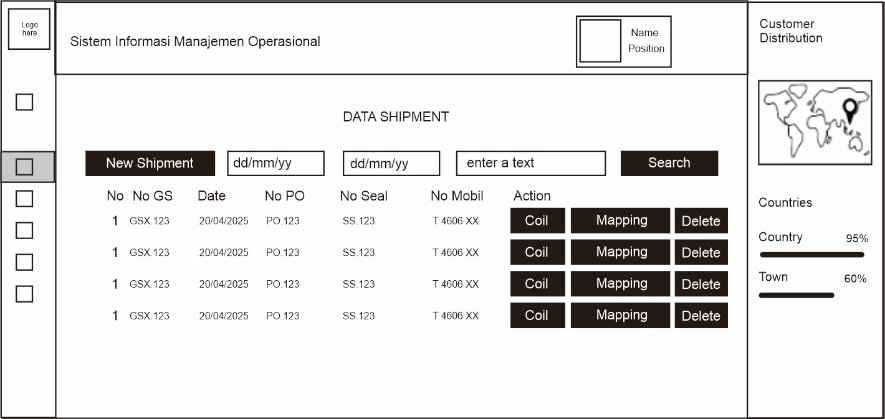 Logo
here
Sistem Informasi Manajemen Operasional
Name
Position
Customer
Distribution
DATA SHIPMENT
New Shipment dd/mm/yy dd/mm/yy enter a text Search
No No GS Date No PO No Seal No Mobil Action
1 GSX.123 20/04/2025 PO.123 SS.123 T 4606 XX Coil Mapping Delete
1 GSX.123 20/04/2025 PO.123 SS.123 T 4606 XX Coil Mapping Delete
1 GSX.123 20/04/2025 PO.123 SS.123 T 4606 XX Coil Mapping Delete
1 GSX.123 20/04/2025 PO.123 SS.123 T 4606 XX Coil Mapping Delete
Countries
Country 95%
Town 60%